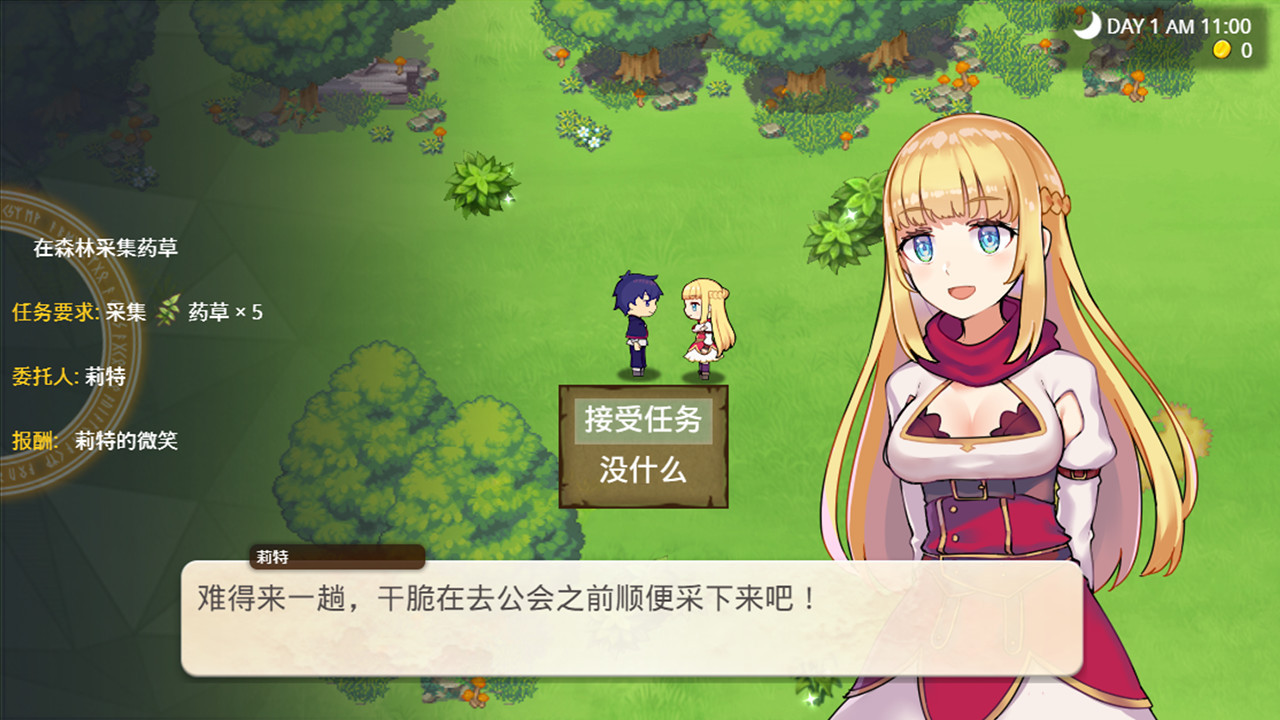 DAY 1 AM 11:00
0
在森林采集药草
任务要求: 采集 药草 × 5
委托人: 莉特
报酬: 莉特的微笑
接受任务
没什么
莉特
难得来一趟，干脆在去公会之前顺便采下来吧！